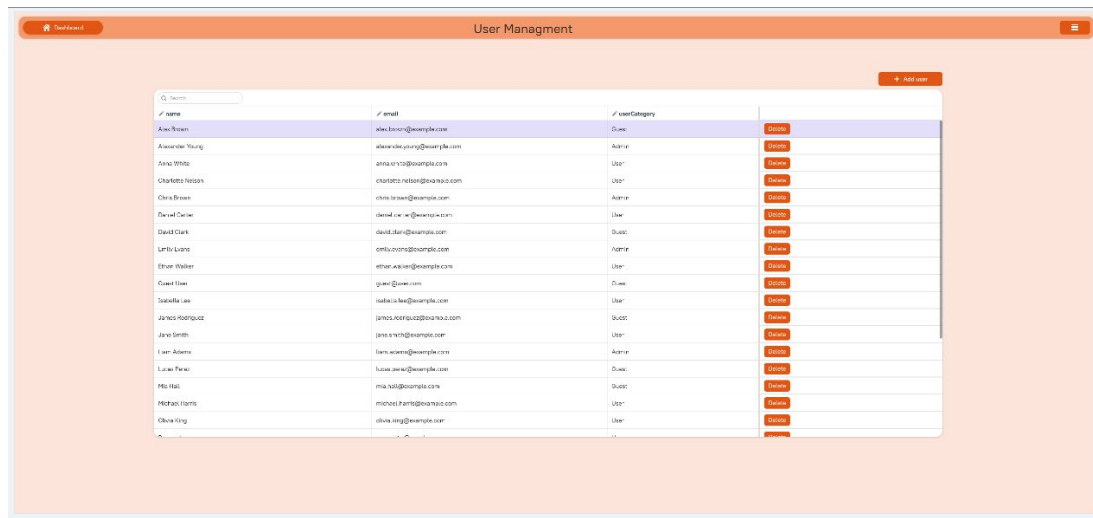 Dashboard
User Managment
+ Add user
Search
name email userCategory
Alex Brown alex.brown@example.com Guest Delete
Alexander Young alexander.young@example.com Admin Delete
Anna White anna.white@example.com User Delete
Charlotte Nelson charlotte.nelson@example.com User Delete
Chris Brown chris.brown@example.com Admin Delete
Daniel Carter daniel.carter@example.com User Delete
David Clark david.clark@example.com Guest Delete
Emily Evans emily.evans@example.com Admin Delete
Ethan Walker ethan.walker@example.com User Delete
Guest User Guest Delete
Isabella Lee isabella.lee@example.com User Delete
James Rodriguez james.rodriguez@example.com Guest Delete
Jane Smith jane.smith@example.com User Delete
Liam Adams liam.adams@example.com Admin Delete
Lucas Perez lucas.perez@example.com Guest Delete
Mia Hall mia.hall@example.com Guest Delete
Michael Harris michael.harris@example.com User Delete
Olivia King olivia.king@example.com User Delete